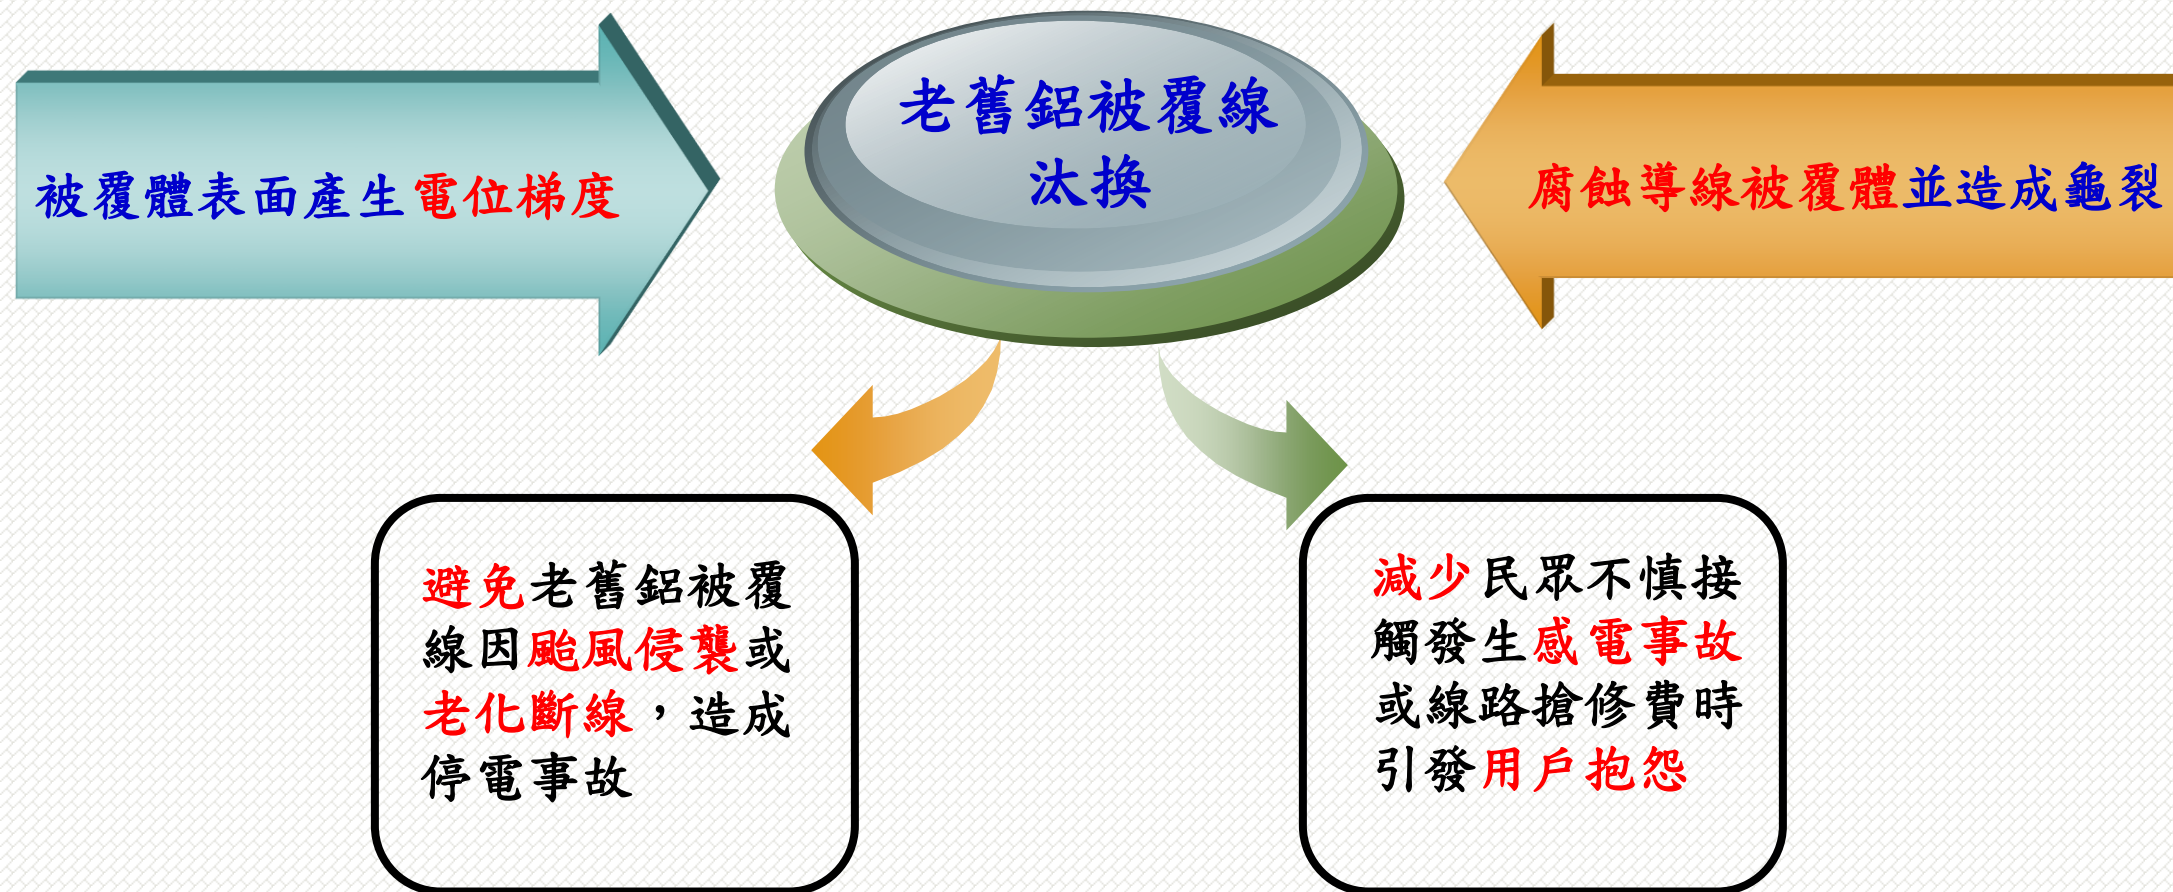 老舊鋁被覆線
汰換
被覆體表面產生電位梯度
腐蝕導線被覆體並造成龜裂
避免老舊鋁被覆
線因颱風侵襲或
老化斷線，造成
停電事故
減少民眾不慎接
觸發生感電事故
或線路搶修費時
引發用戶抱怨